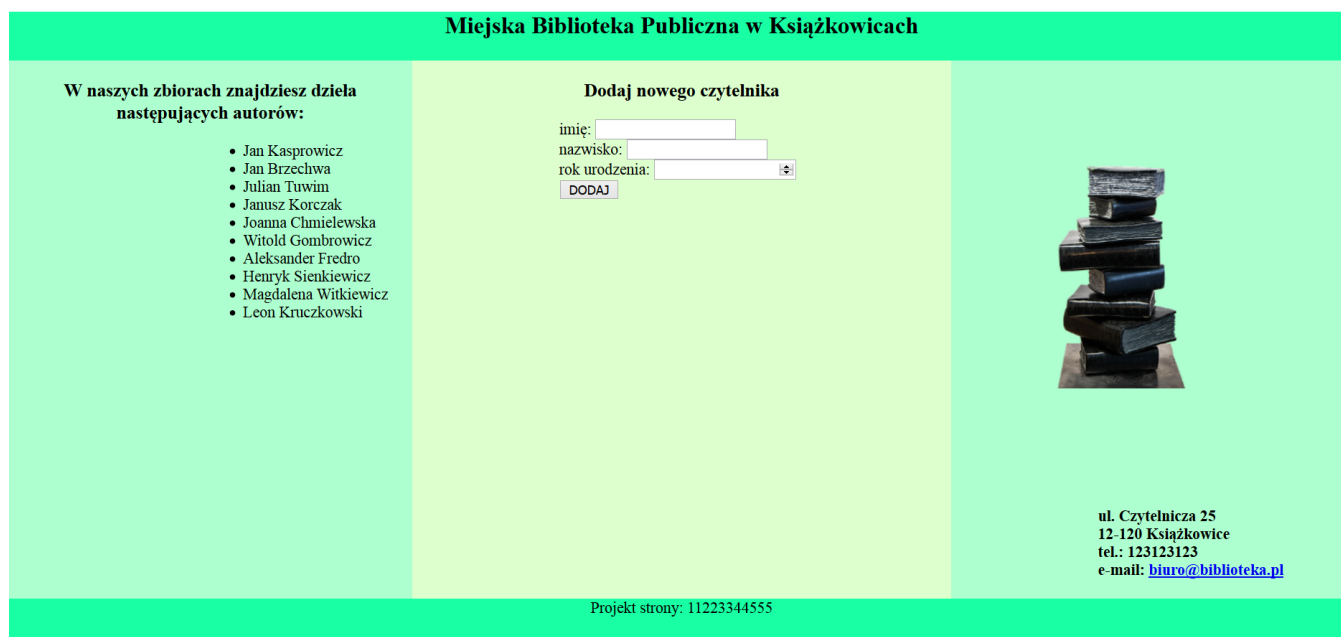 Miejska Biblioteka Publiczna w Książkowicach
W naszych zbiorach znajdziesz dzieła
następujących autorów:
Jan Kasprowicz
Jan Brzechwa
Julian Tuwim
Janusz Korczak
Joanna Chmielewska
Witold Gombrowicz
Aleksander Fredro
Henryk Sienkiewicz
Magdalena Witkiewicz
Leon Kruczkowski
Dodaj nowego czytelnika
imię:
nazwisko:
rok urodzenia:
DODAJ
ul. Czytelnicza 25
12-120 Książkowice
tel.: 123123123
e-mail: biuro@biblioteka.pl
Projekt strony: 11223344555